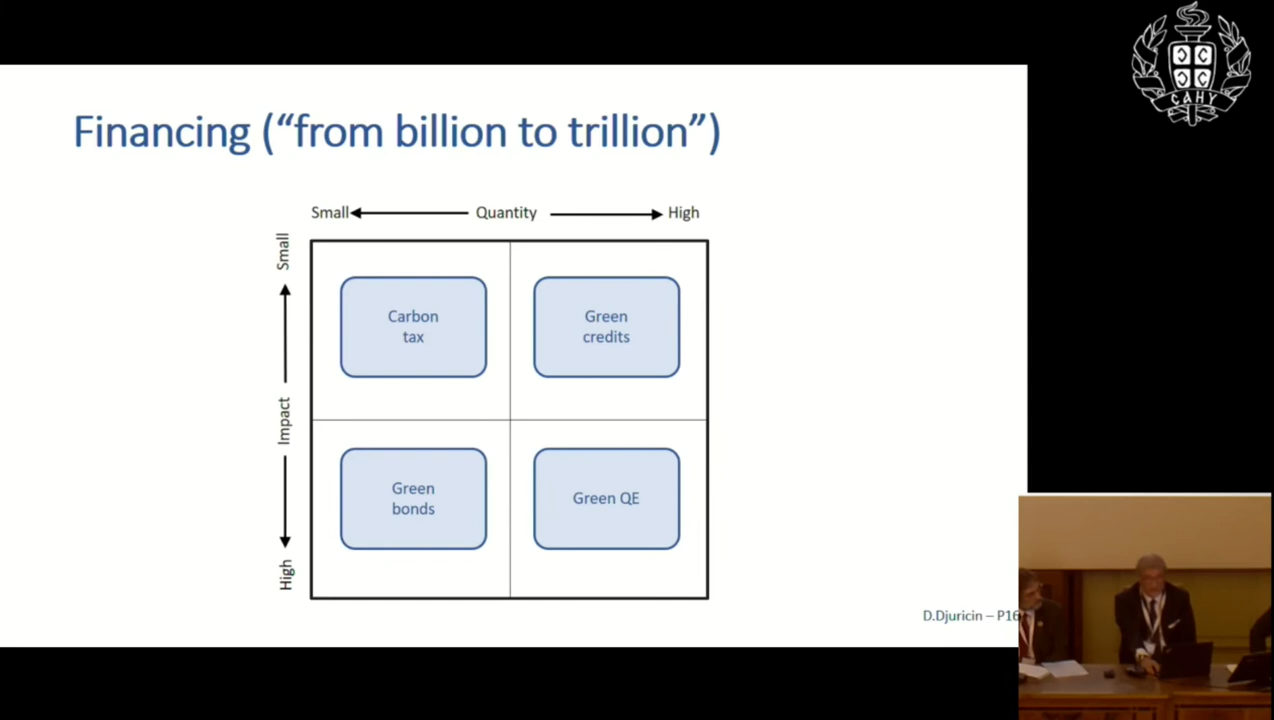 САНУ
Financing (“from billion to trillion”)
Small Quantity High
Small
Impact
High
Carbon
tax
Green
credits
Green
bonds
Green QE
D.Djuricin – P16